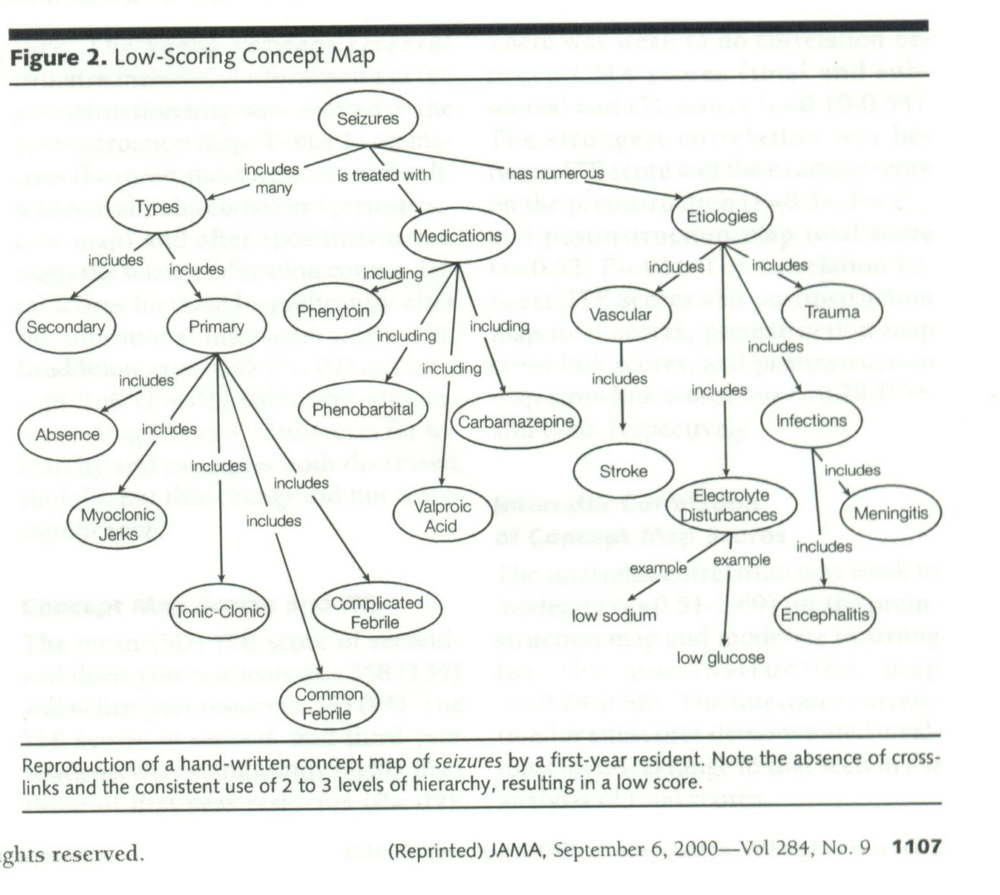 Figure 2. Low-Scoring Concept Map
Seizures
includes
many
is treated with
has numerous
Types
Medications
Etiologies
includes
includes
including
includes
includes
Secondary
Primary
Phenytoin
including
including
Vascular
Trauma
includes
includes
including
includes
includes
Absence
includes
Phenobarbital
Carbamazepine
Infections
includes
includes
Stroke
includes
Myoclonic
Jerks
includes
Valproic
Acid
Electrolyte
Disturbances
Meningitis
includes
example
example
Tonic-Clonic
Complicated
Febrile
low sodium
Encephalitis
low glucose
Common
Febrile
Reproduction of a hand-written concept map of seizures by a first-year resident. Note the absence of cross-
links and the consistent use of 2 to 3 levels of hierarchy, resulting in a low score.
ights reserved.
(Reprinted) JAMA, September 6, 2000—Vol 284, No. 9 1107